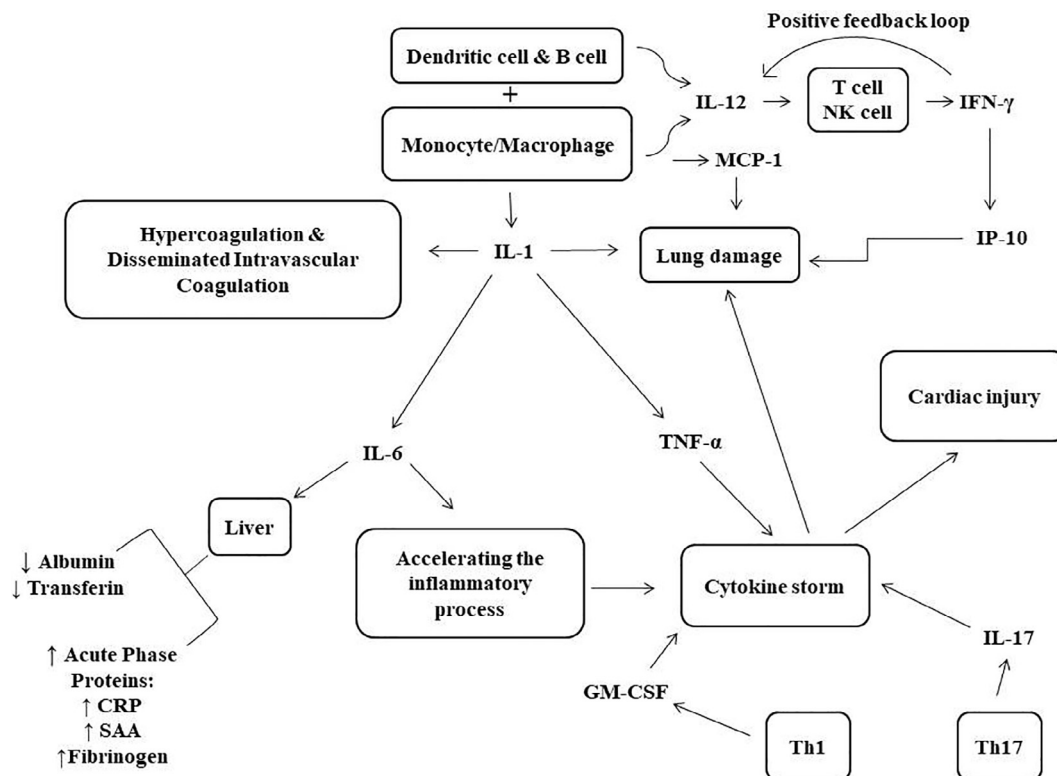 Positive feedback loop
Dendritic cell & B cell
+
Monocyte/Macrophage
IL-12
T cell
NK cell
IFN-γ
MCP-1
Hypercoagulation &
Disseminated Intravascular
Coagulation
IL-1
Lung damage
IP-10
Cardiac injury
IL-6
TNF-α
Liver
↓ Albumin
↓ Transferin
Accelerating the
inflammatory
process
Cytokine storm
IL-17
↑ Acute Phase
Proteins:
↑ CRP
↑ SAA
↑Fibrinogen
GM-CSF
Th1
Th17